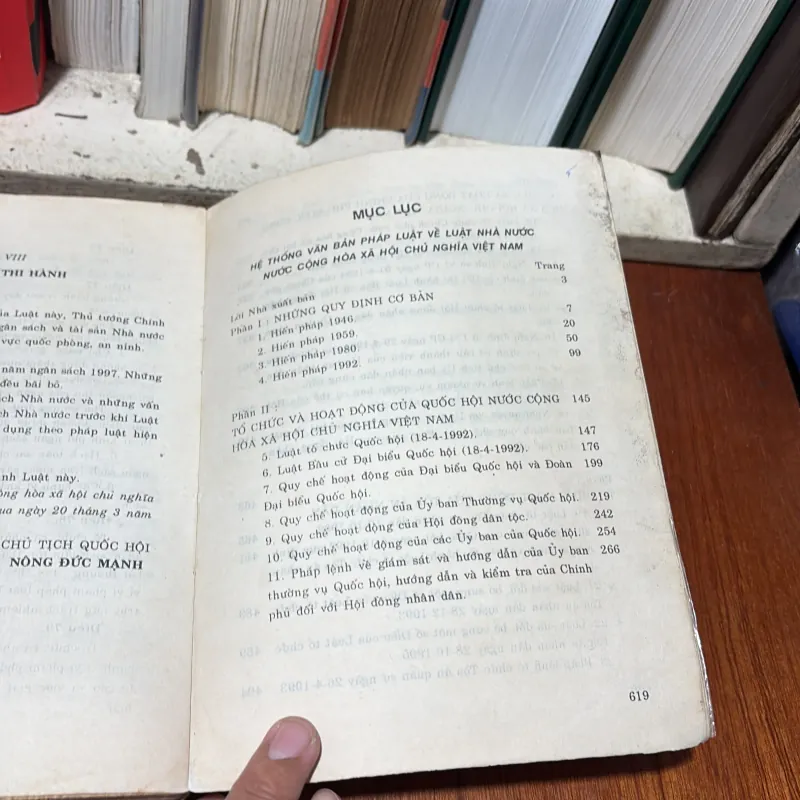 VIII
THI HÀNH
ủa Luật này, Thủ tướng Chính
gân sách và tài sản Nhà nước
vực quốc phòng, an ninh.
năm ngân sách 1997. Những
đều bãi bỏ.
ách Nhà nước và những vấn
ch Nhà nước trước khi Luật
dụng theo pháp luật hiện
nh Luật này.
ộng hòa xã hội chủ nghĩa
qua ngày 20 tháng 3 năm
CHỦ TỊCH QUỐC HỘI
NÔNG ĐỨC MẠNH
MỤC LỤC
HỆ THỐNG VĂN BẢN PHÁP LUẬT VỀ LUẬT NHÀ NƯỚC
NƯỚC CỘNG HÒA XÃ HỘI CHỦ NGHĨA VIỆT NAM
Trang
Lời Nhà xuất bản 3
Phần I : NHỮNG QUY ĐỊNH CƠ BẢN
1. Hiến pháp 1946. 7
2. Hiến pháp 1959. 20
3. Hiến pháp 1980. 50
4. Hiến pháp 1992. 99
Phần II :
TỔ CHỨC VÀ HOẠT ĐỘNG CỦA QUỐC HỘI NƯỚC CỘNG 145
HÒA XÃ HỘI CHỦ NGHĨA VIỆT NAM
5. Luật tổ chức Quốc hội (18-4-1992). 147
6. Luật Bầu cử Đại biểu Quốc hội (18-4-1992). 176
7. Quy chế hoạt động của Đại biểu Quốc hội và Đoàn 199
Đại biểu Quốc hội.
8. Quy chế hoạt động của Ủy ban Thường vụ Quốc hội. 219
9. Quy chế hoạt động của Hội đồng dân tộc. 242
10. Quy chế hoạt động của các Ủy ban của Quốc hội. 254
11. Pháp lệnh về giám sát và hướng dẫn của Ủy ban 266
thường vụ Quốc hội, hướng dẫn và kiểm tra của Chính
phủ đối với Hội đồng nhân dân.
619